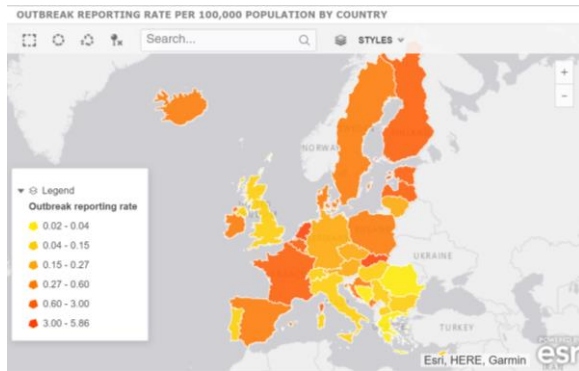 OUTBREAK REPORTING RATE PER 100,000 POPULATION BY COUNTRY
Search...
STYLES
NORWAY
Legend
Outbreak reporting rate
0.02 - 0.04
0.04 - 0.15
0.15 - 0.27
0.27 - 0.60
0.60 - 3.00
3.00 - 5.86
UKRAINE
TURKEY
Esri, HERE, Garmin
esri